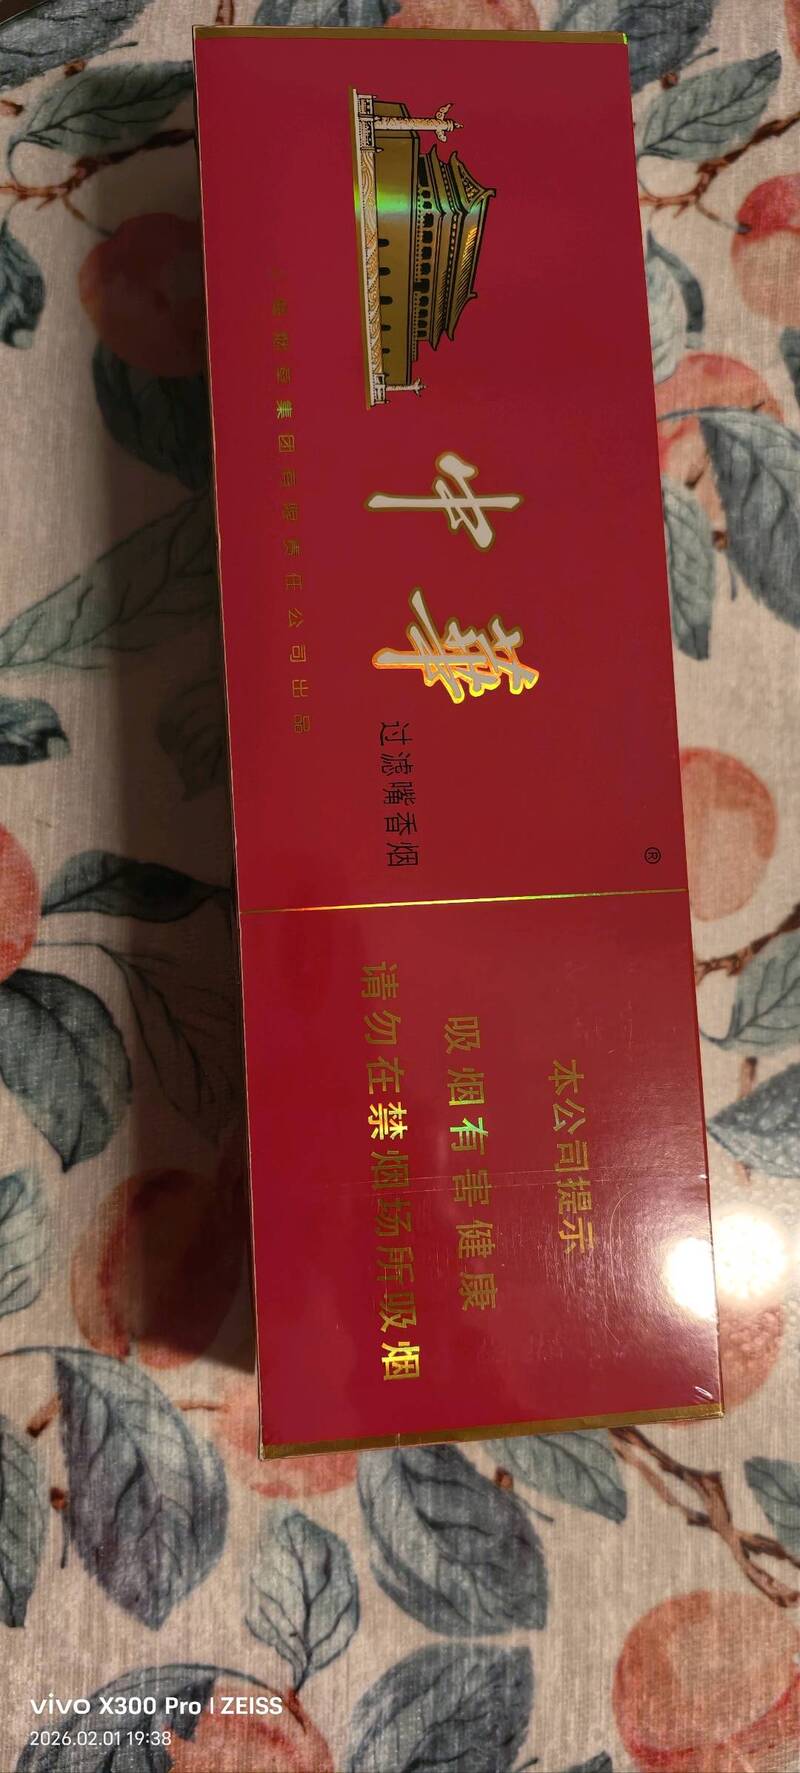 中華
过滤嘴香烟
®
上海烟草集团有限责任公司出品
本公司提示
吸烟有害健康
请勿在禁烟场所吸烟
vivo X300 Pro | ZEISS
2026.02.01 19:38